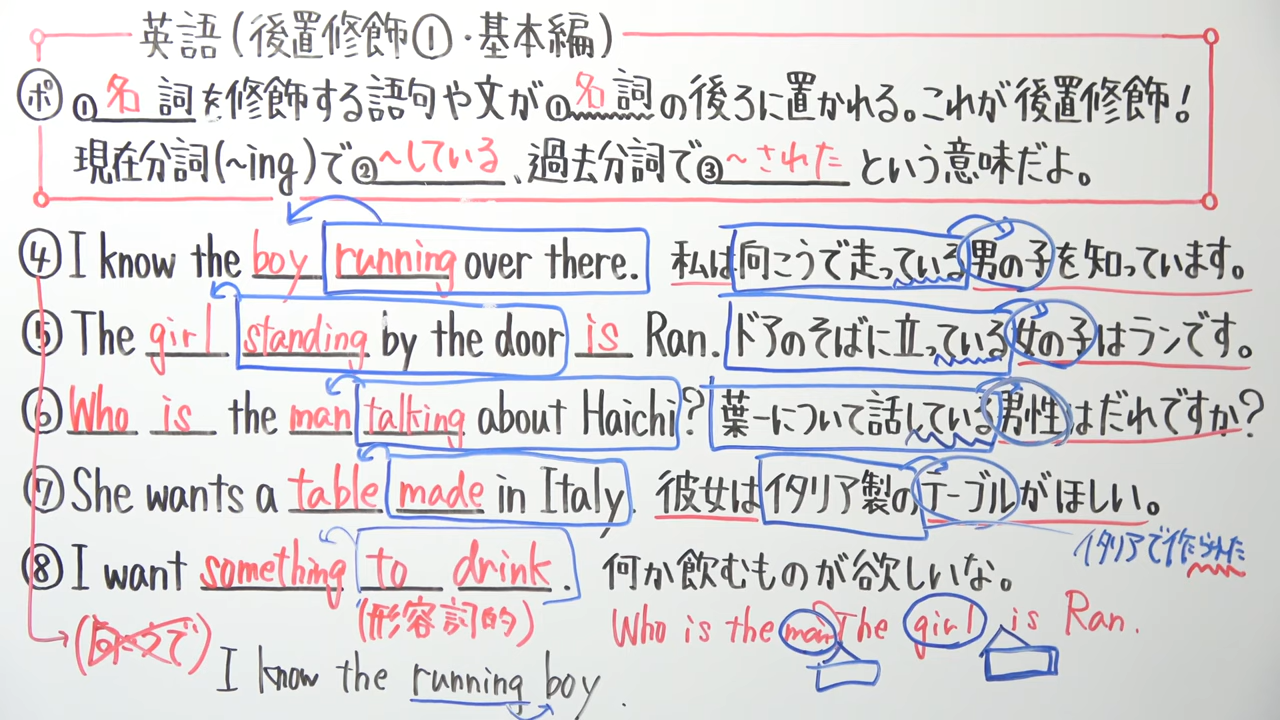 英語(後置修飾①・基本編)
ポ ①名詞を修飾する語句や文が①名詞の後ろに置かれる。これが後置修飾!
現在分詞(~ing)で②~している、過去分詞で③~されたという意味だよ。
④I know the boy running over there. 私は向こうで走っている男の子を知っています。
⑤The girl standing by the door is Ran. ドアのそばに立っている女の子はランです。
⑥Who is the man talking about Haichi? 葉一について話している男性はだれですか?
⑦She wants a table made in Italy. 彼女はイタリア製のテーブルがほしい。
イタリアで作られた
⑧I want something to drink. 何か飲むものが欲しいな。
(形容詞的)
Who is the man The girl is Ran.
(向こうで)
I know the running boy.